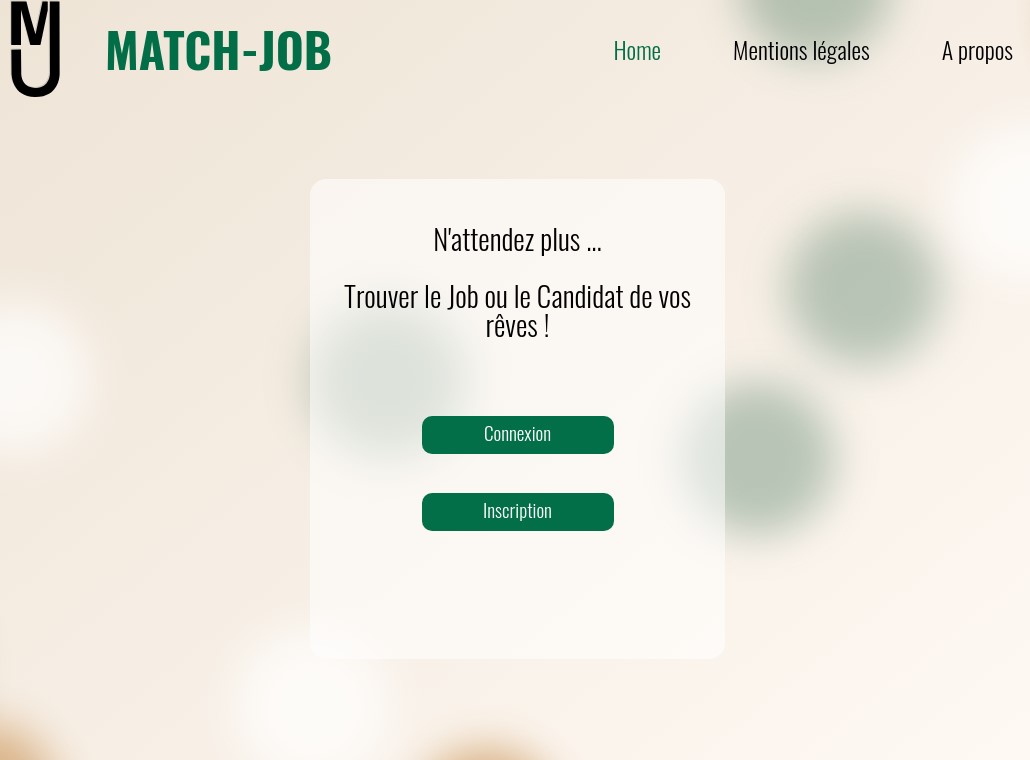 MJ
MATCH-JOB
Home
Mentions légales
A propos
N'attendez plus ...
Trouver le Job ou le Candidat de vos
rêves !
Connexion
Inscription